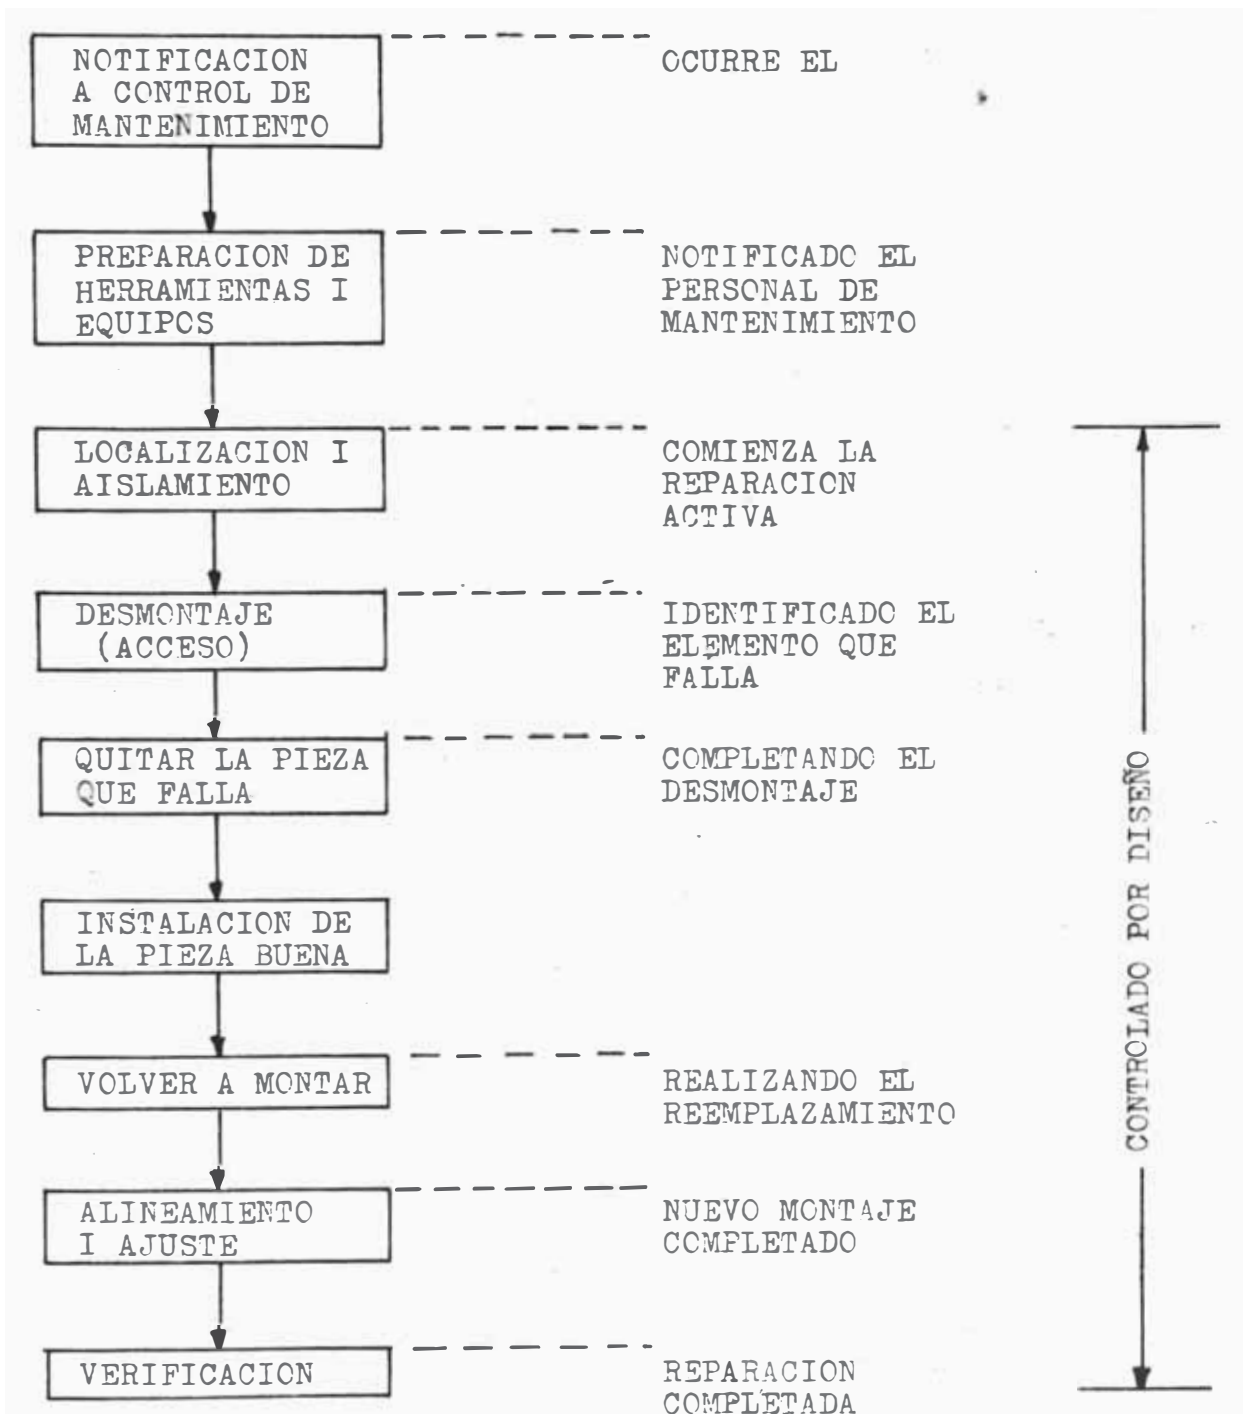 NOTIFICACION
A CONTROL DE
MANTENIMIENTO
OCURRE EL
PREPARACION DE
HERRAMIENTAS I
EQUIPOS
NOTIFICADO EL
PERSONAL DE
MANTENIMIENTO
LOCALIZACION I
AISLAMIENTO
COMIENZA LA
REPARACION
ACTIVA
DESMONTAJE
(ACCESO)
IDENTIFICADO EL
ELEMENTO QUE
FALLA
QUITAR LA PIEZA
QUE FALLA
COMPLETANDO EL
DESMONTAJE
INSTALACION DE
LA PIEZA BUENA
VOLVER A MONTAR
REALIZANDO EL
REEMPLAZAMIENTO
ALINEAMIENTO
I AJUSTE
NUEVO MONTAJE
COMPLETADO
VERIFICACION
REPARACION
COMPLETADA
CONTROLADO POR DISEÑO